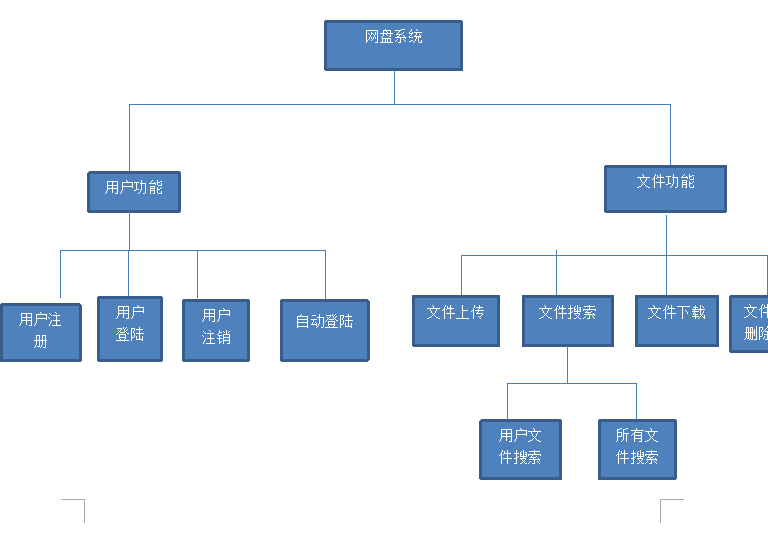 网盘系统
用户功能
文件功能
用户注
册
用户
登陆
用户
注销
自动登陆
文件上传
文件搜索
文件下载
文件
删除
用户文
件搜索
所有文
件搜索